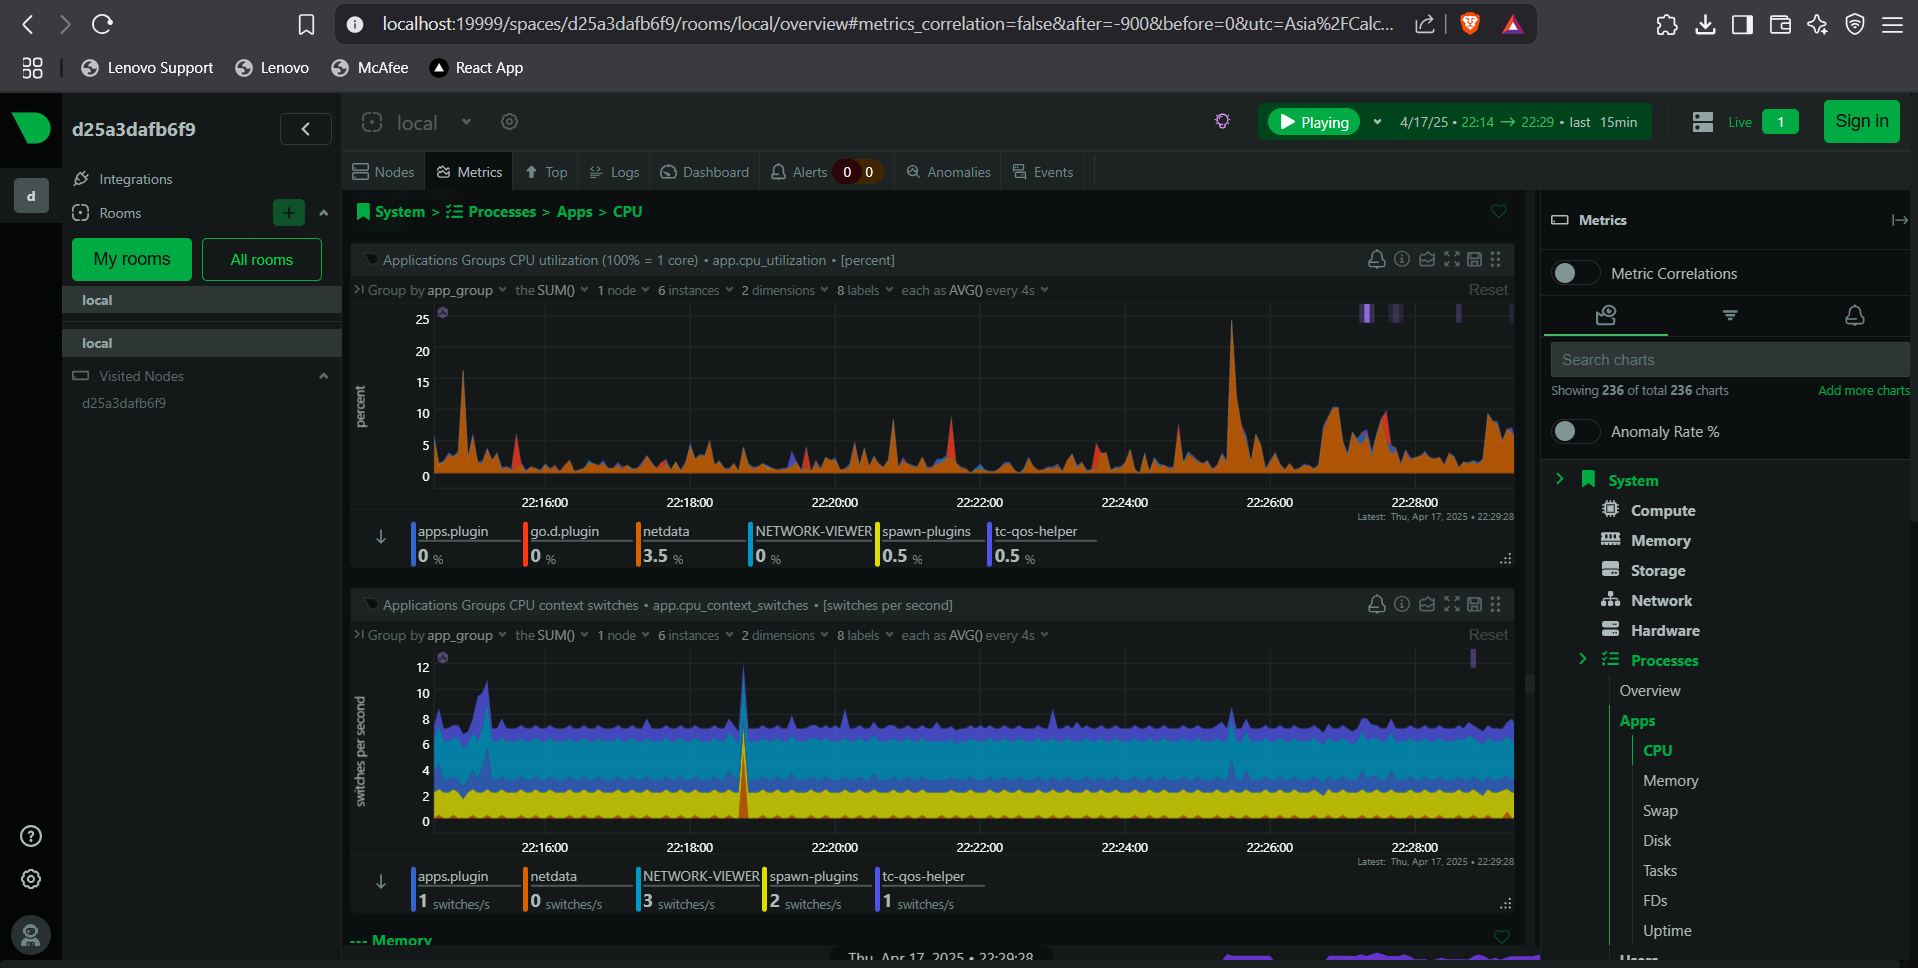 localhost:19999/spaces/d25a3dafb6f9/rooms/local/overview#metrics_correlation=false&after=-900&before=0&utc=Asia%2FCalc...
Lenovo Support
Lenovo
McAfee
React App
d25a3dafb6f9
d
Integrations
Rooms
+
My rooms
All rooms
local
local
Visited Nodes
d25a3dafb6f9
local
Playing
4/17/25 • 22:14 → 22:29 • last 15min
Live
1
Sign in
Nodes
Metrics
Top
Logs
Dashboard
Alerts 0 0
Anomalies
Events
System > Processes > Apps > CPU
Applications Groups CPU utilization (100% = 1 core) • app.cpu_utilization • [percent]
Group by app_group the SUM() 1 node 6 instances 2 dimensions 8 labels each as AVG() every 4s
Reset
percent
25
20
15
10
5
0
22:16:00 22:18:00 22:20:00 22:22:00 22:24:00 22:26:00 22:28:00
Latest: Thu, Apr 17, 2025 • 22:29:28
apps.plugin go.d.plugin netdata NETWORK-VIEWER spawn-plugins tc-qos-helper
0 % 0 % 3.5 % 0 % 0.5 % 0.5 %
Applications Groups CPU context switches • app.cpu_context_switches • [switches per second]
Group by app_group the SUM() 1 node 6 instances 2 dimensions 8 labels each as AVG() every 4s
Reset
switches per second
12
10
8
6
4
2
0
22:16:00 22:18:00 22:20:00 22:22:00 22:24:00 22:26:00 22:28:00
Latest: Thu, Apr 17, 2025 • 22:29:28
apps.plugin netdata NETWORK-VIEWER spawn-plugins tc-qos-helper
1 switches/s 0 switches/s 3 switches/s 2 switches/s 1 switches/s
--- Memory
Thu, Apr 17, 2025 • 22:29:28
Metrics
Metric Correlations
Search charts
Showing 236 of total 236 charts
Add more charts
Anomaly Rate %
System
Compute
Memory
Storage
Network
Hardware
Processes
Overview
Apps
CPU
Memory
Swap
Disk
Tasks
FDs
Uptime
Users